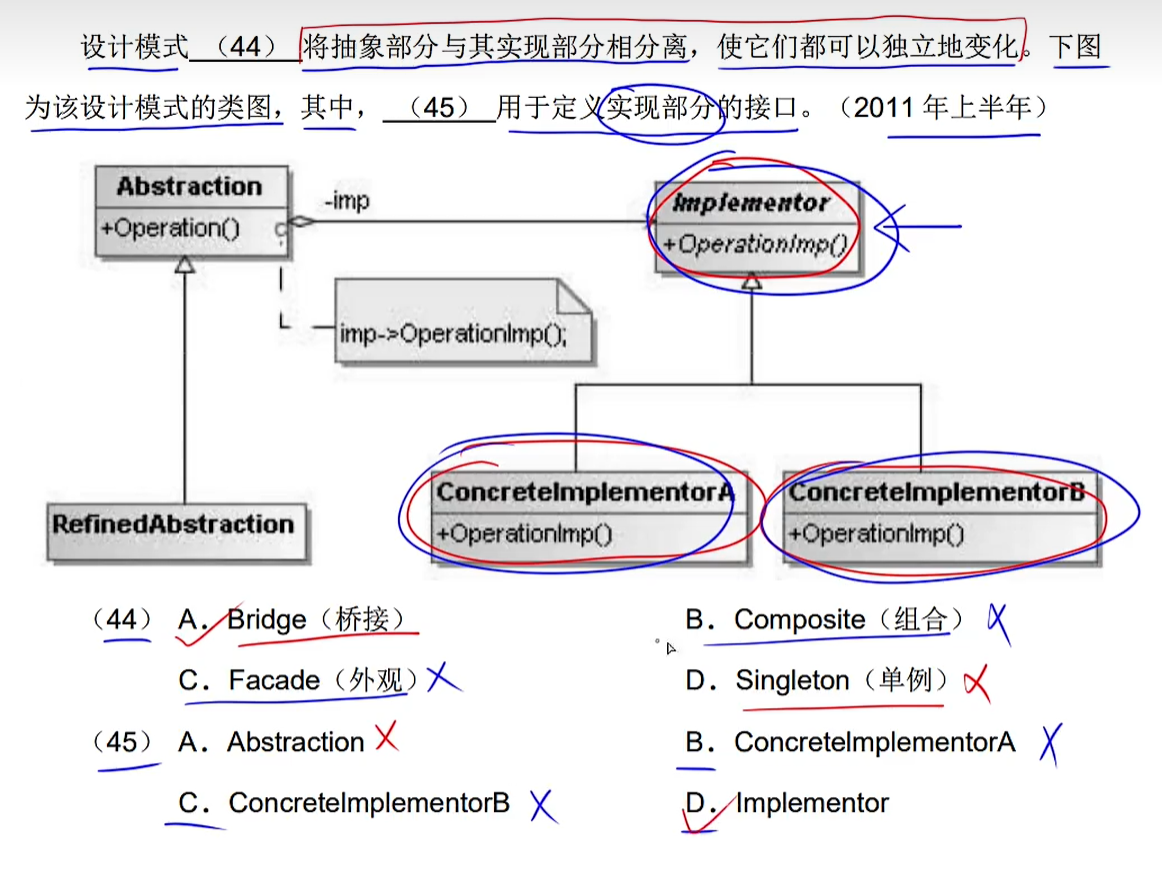 设计模式 （44） 将抽象部分与其实现部分相分离，使它们都可以独立地变化。下图
为该设计模式的类图，其中， （45） 用于定义实现部分的接口。（2011 年上半年）
Abstraction
+Operation()
-imp
Implementor
+OperationImp()
imp->OperationImp();
RefinedAbstraction
ConcreteImplementorA
+OperationImp()
ConcreteImplementorB
+OperationImp()
（44） A．Bridge（桥接） B．Composite（组合）
C．Facade（外观） D．Singleton（单例）
（45） A．Abstraction B．ConcreteImplementorA
C．ConcreteImplementorB D．Implementor